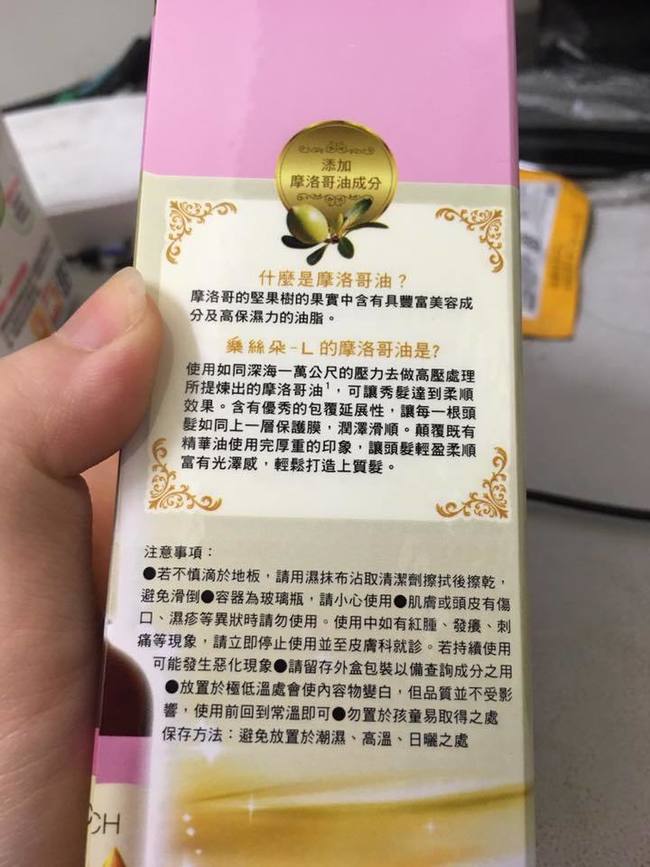 添加
摩洛哥油成分
什麼是摩洛哥油？
摩洛哥的堅果樹的果實中含有具豐富美容成
分及高保濕力的油脂。
桑絲朵-L 的摩洛哥油是?
使用如同深海一萬公尺的壓力去做高壓處理
所提煉出的摩洛哥油1，可讓秀髮達到柔順
效果。含有優秀的包覆延展性，讓每一根頭
髮如同上一層保護膜，潤澤滑順。顛覆既有
精華油使用完厚重的印象，讓頭髮輕盈柔順
富有光澤感，輕鬆打造上質髮。
注意事項：
●若不慎滴於地板，請用濕抹布沾取清潔劑擦拭後擦乾，
避免滑倒●容器為玻璃瓶，請小心使用●肌膚或頭皮有傷
口、濕疹等異狀時請勿使用。使用中如有紅腫、發癢、刺
痛等現象，請立即停止使用並至皮膚科就診。若持續使用
可能發生惡化現象●請留存外盒包裝以備查詢成分之用
●放置於極低溫處會使內容物變白，但品質並不受影
響，使用前回到常溫即可●勿置於孩童易取得之處
保存方法：避免放置於潮濕、高溫、日曬之處
CH